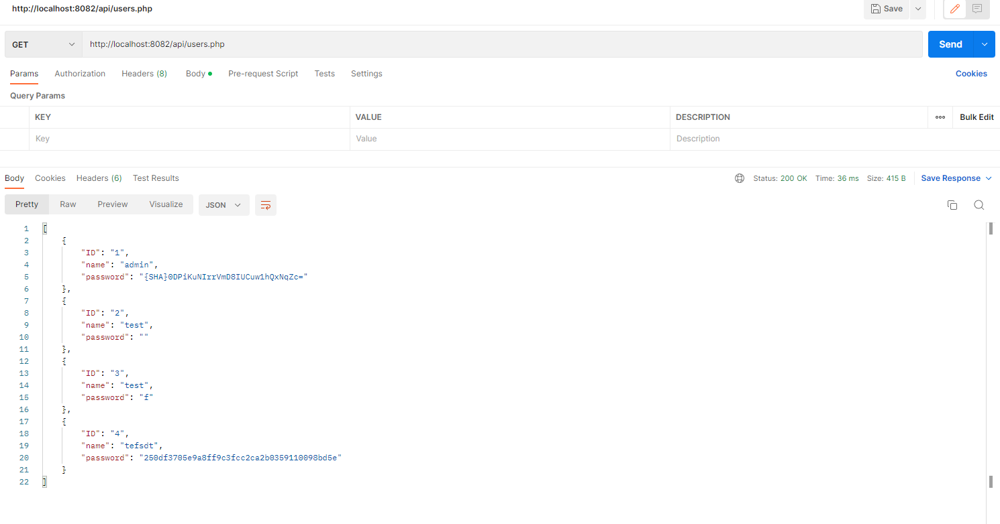 http://localhost:8082/api/users.php
Save
GET
http://localhost:8082/api/users.php
Send
Params Authorization Headers (8) Body Pre-request Script Tests Settings Cookies
Query Params
KEY VALUE DESCRIPTION Bulk Edit
Key Value Description
Body Cookies Headers (6) Test Results Status: 200 OK Time: 36 ms Size: 415 B Save Response
Pretty Raw Preview Visualize JSON
1 [
2 {
3 "ID": "1",
4 "name": "admin",
5 "password": "{SHA}0DPiKuNIrrVmD8IUCuw1hQxNqZc="
6 },
7 {
8 "ID": "2",
9 "name": "test",
10 "password": ""
11 },
12 {
13 "ID": "3",
14 "name": "test",
15 "password": "f"
16 },
17 {
18 "ID": "4",
19 "name": "tefsdt",
20 "password": "250df3705e9a8ff9c3fcc2ca2b0359110098bd5e"
21 }
22 ]